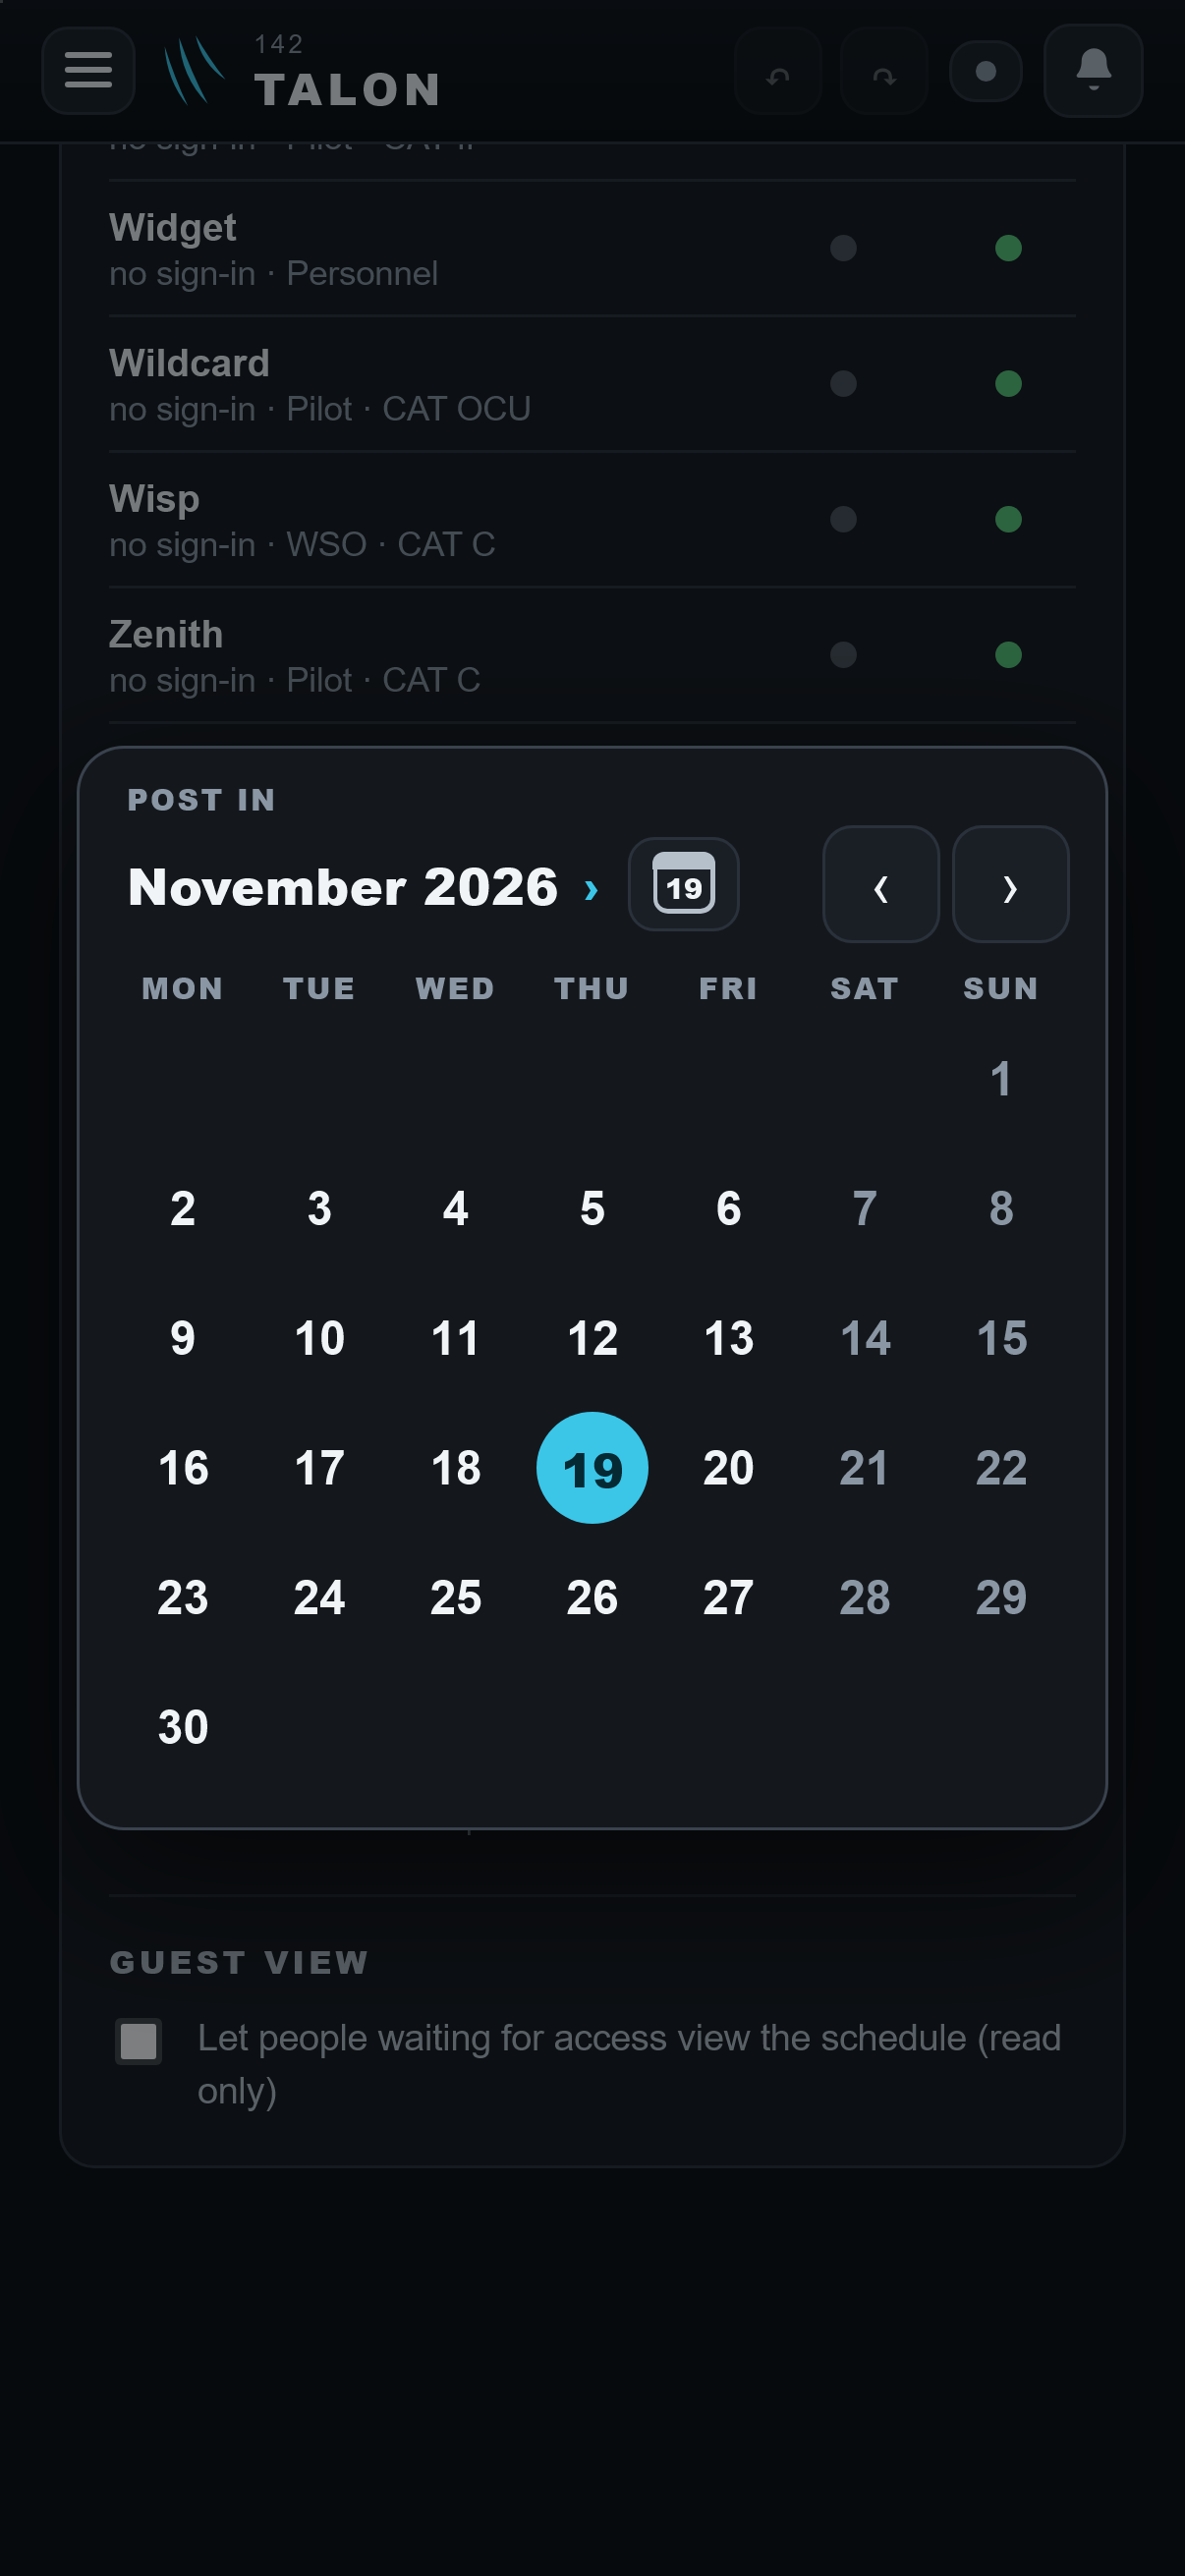 142
TALON
Widget
no sign-in · Personnel
Wildcard
no sign-in · Pilot · CAT OCU
Wisp
no sign-in · WSO · CAT C
Zenith
no sign-in · Pilot · CAT C
POST IN
November 2026 › 19 ‹ ›
MON TUE WED THU FRI SAT SUN
1
2 3 4 5 6 7 8
9 10 11 12 13 14 15
16 17 18 19 20 21 22
23 24 25 26 27 28 29
30
GUEST VIEW
Let people waiting for access view the schedule (read
only)